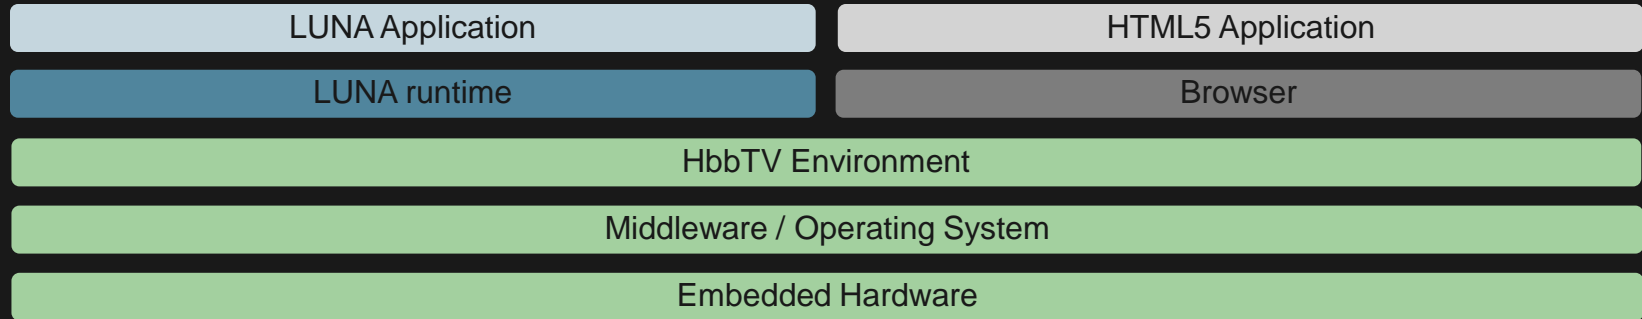 LUNA Application
HTML5 Application
LUNA runtime
Browser
HbbTV Environment
Middleware / Operating System
Embedded Hardware